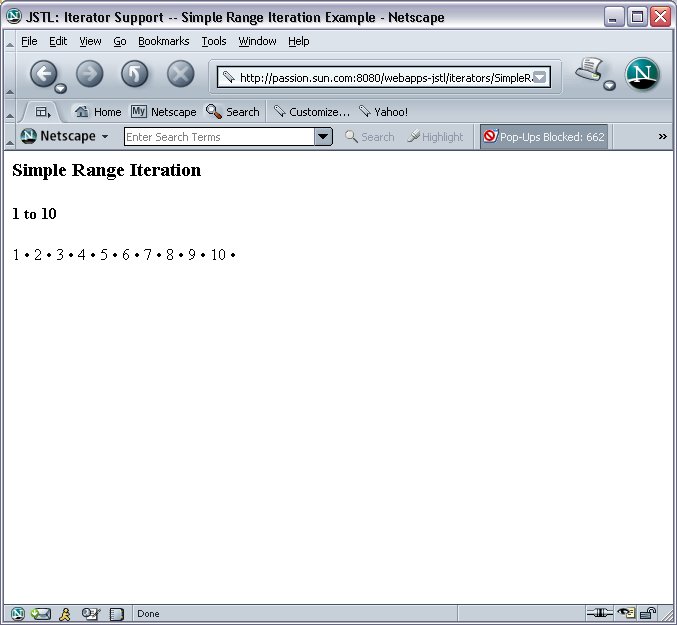 JSTL: Iterator Support -- Simple Range Iteration Example - Netscape
File Edit View Go Bookmarks Tools Window Help
http://passion.sun.com:8080/webapps-jstl/iterators/SimpleR
N
Home My Netscape Search Customize... Yahoo!
N Netscape Enter Search Terms Search Highlight Pop-Ups Blocked: 662 »
Simple Range Iteration
1 to 10
1 • 2 • 3 • 4 • 5 • 6 • 7 • 8 • 9 • 10 •
Done